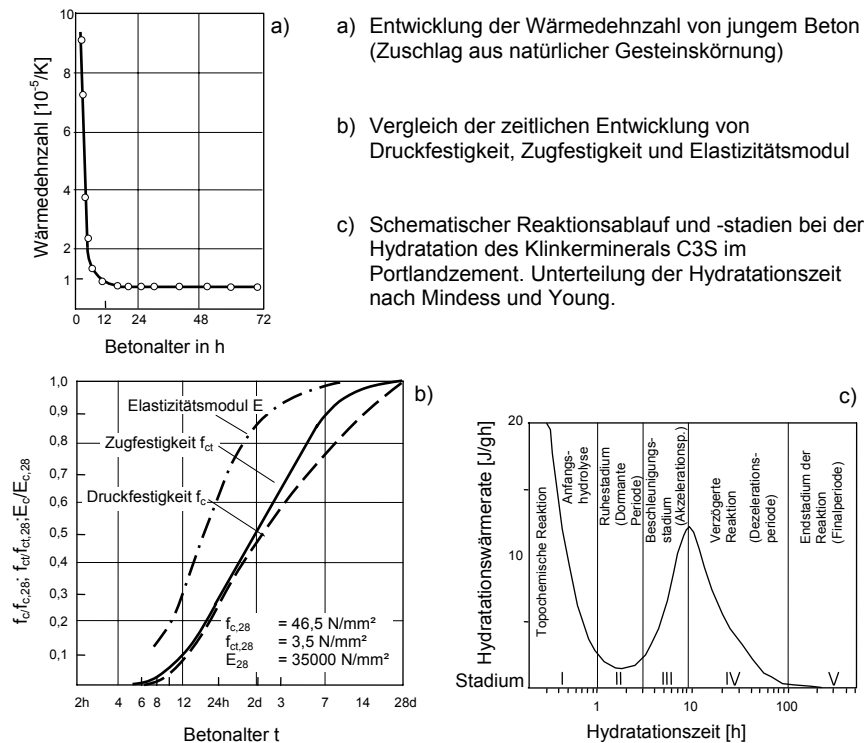 10
8
6
4
2
1
0
12
24
48
72
Wärmedehnzahl [10⁻⁵/K]
Betonalter in h
a)
a) Entwicklung der Wärmedehnzahl von jungem Beton
(Zuschlag aus natürlicher Gesteinskörnung)
b) Vergleich der zeitlichen Entwicklung von
Druckfestigkeit, Zugfestigkeit und Elastizitätsmodul
c) Schematischer Reaktionsablauf und -stadien bei der
Hydratation des Klinkerminerals C3S im
Portlandzement. Unterteilung der Hydratationszeit
nach Mindess und Young.
b)
1,0
0,9
0,8
0,7
0,6
0,5
0,4
0,3
0,2
0,1
f_c/f_c,28; f_ct/f_ct,28; E_c/E_c,28
Elastizitätsmodul E
Zugfestigkeit f_ct
Druckfestigkeit f_c
f_c,28 = 46,5 N/mm²
f_ct,28 = 3,5 N/mm²
E_28 = 35000 N/mm²
2h 4 6 8 12 24h 2d 3 7 14 28d
Betonalter t
c)
20
10
0
Hydratationswärmerate [J/gh]
Topochemische Reaktion
Anfangs-
hydrolyse
Ruhestadium
(Dormante
Periode)
Beschleunigungs-
stadium
(Akzelerationsp.)
Verzögerte
Reaktion
(Dezelerations-
periode)
Endstadium der
Reaktion
(Finalperiode)
Stadium I II III IV V
1 10 100
Hydratationszeit [h]